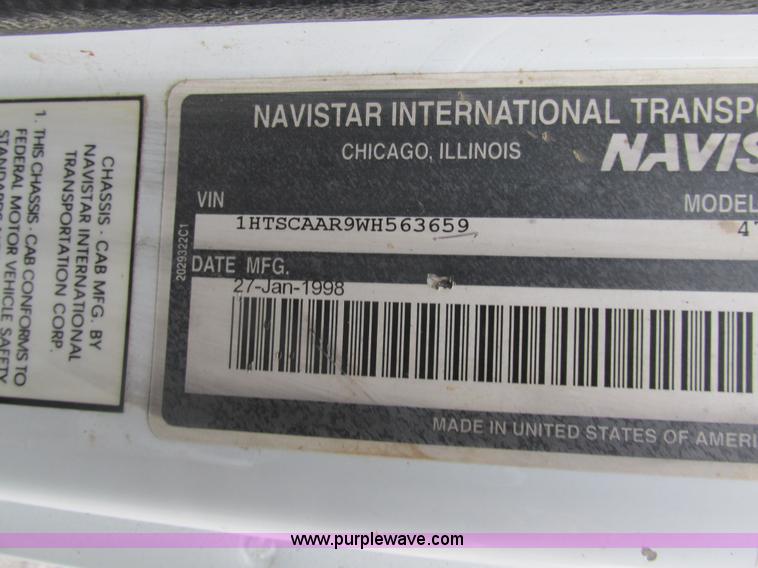 CHASSIS - CAB MFG. BY
NAVISTAR INTERNATIONAL
TRANSPORTATION CORP.
1. THIS CHASSIS - CAB CONFORMS TO
FEDERAL MOTOR VEHICLE SAFETY
NAVISTAR INTERNATIONAL TRANSPO
CHICAGO, ILLINOIS
NAVIS
VIN
MODEL
1HTSCAAR9WH563659
47
2029322C1
DATE MFG.
27-Jan-1998
MADE IN UNITED STATES OF AMERI
www.purplewave.com